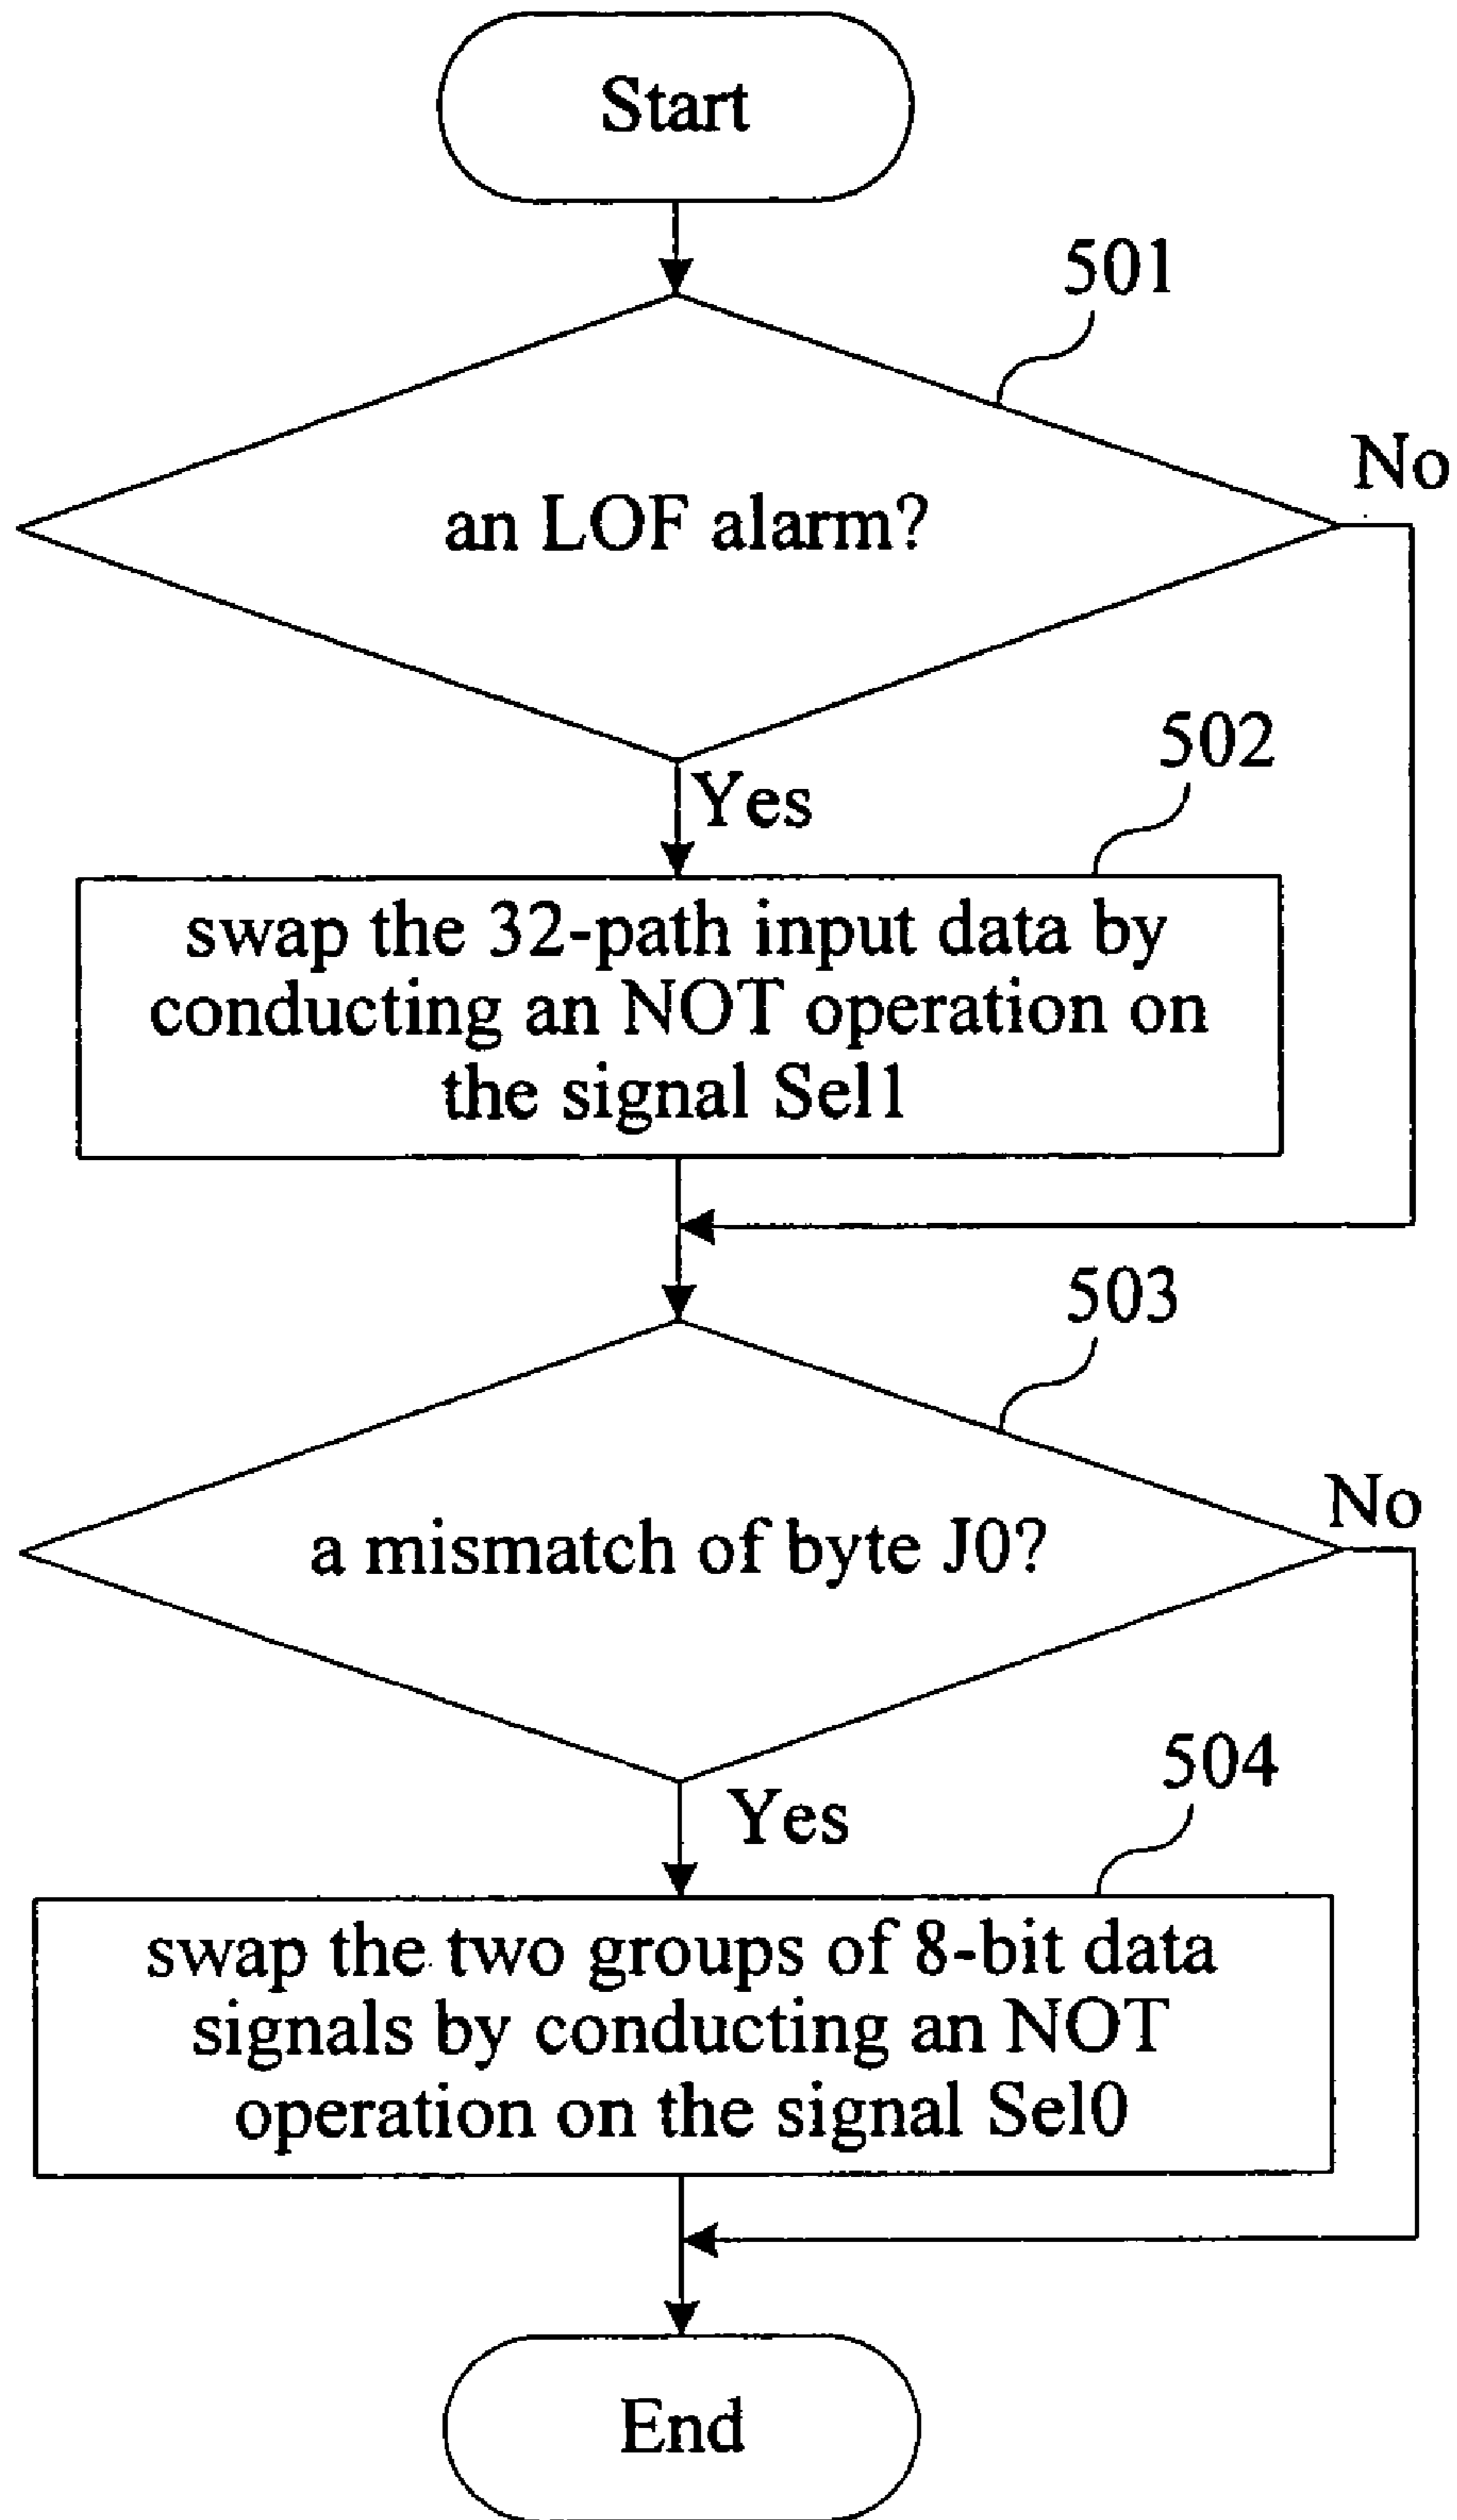 Start
501
an LOF alarm?
No
502
Yes
swap the 32-path input data by
conducting an NOT operation on
the signal Sel1
503
a mismatch of byte J0?
No
504
Yes
swap the two groups of 8-bit data
signals by conducting an NOT
operation on the signal Sel0
End